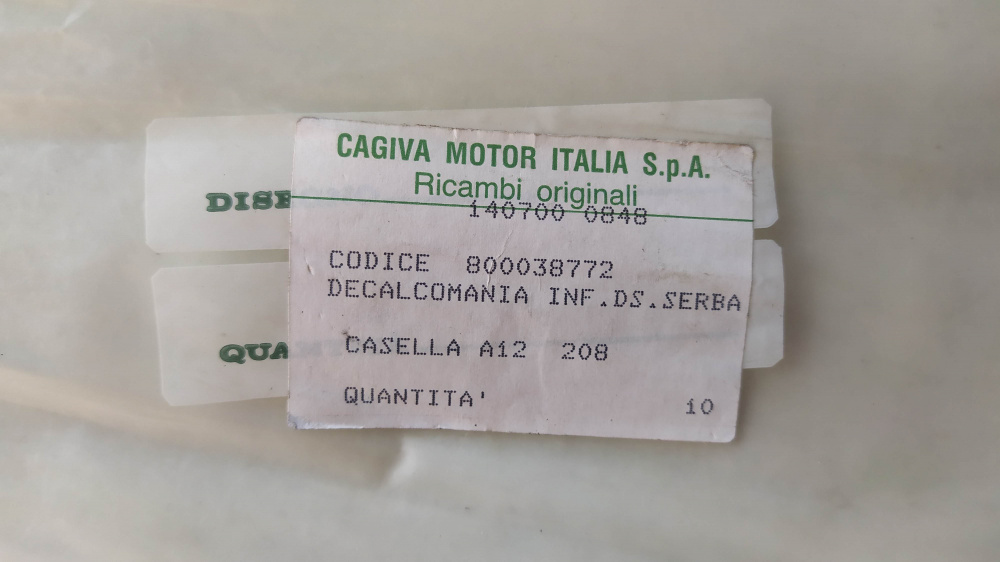 CAGIVA MOTOR ITALIA S.p.A.
Ricambi originali
140700 0848
CODICE 800038772
DECALCOMANIA INF.DS.SERBA
CASELLA A12 208
QUANTITA' 10